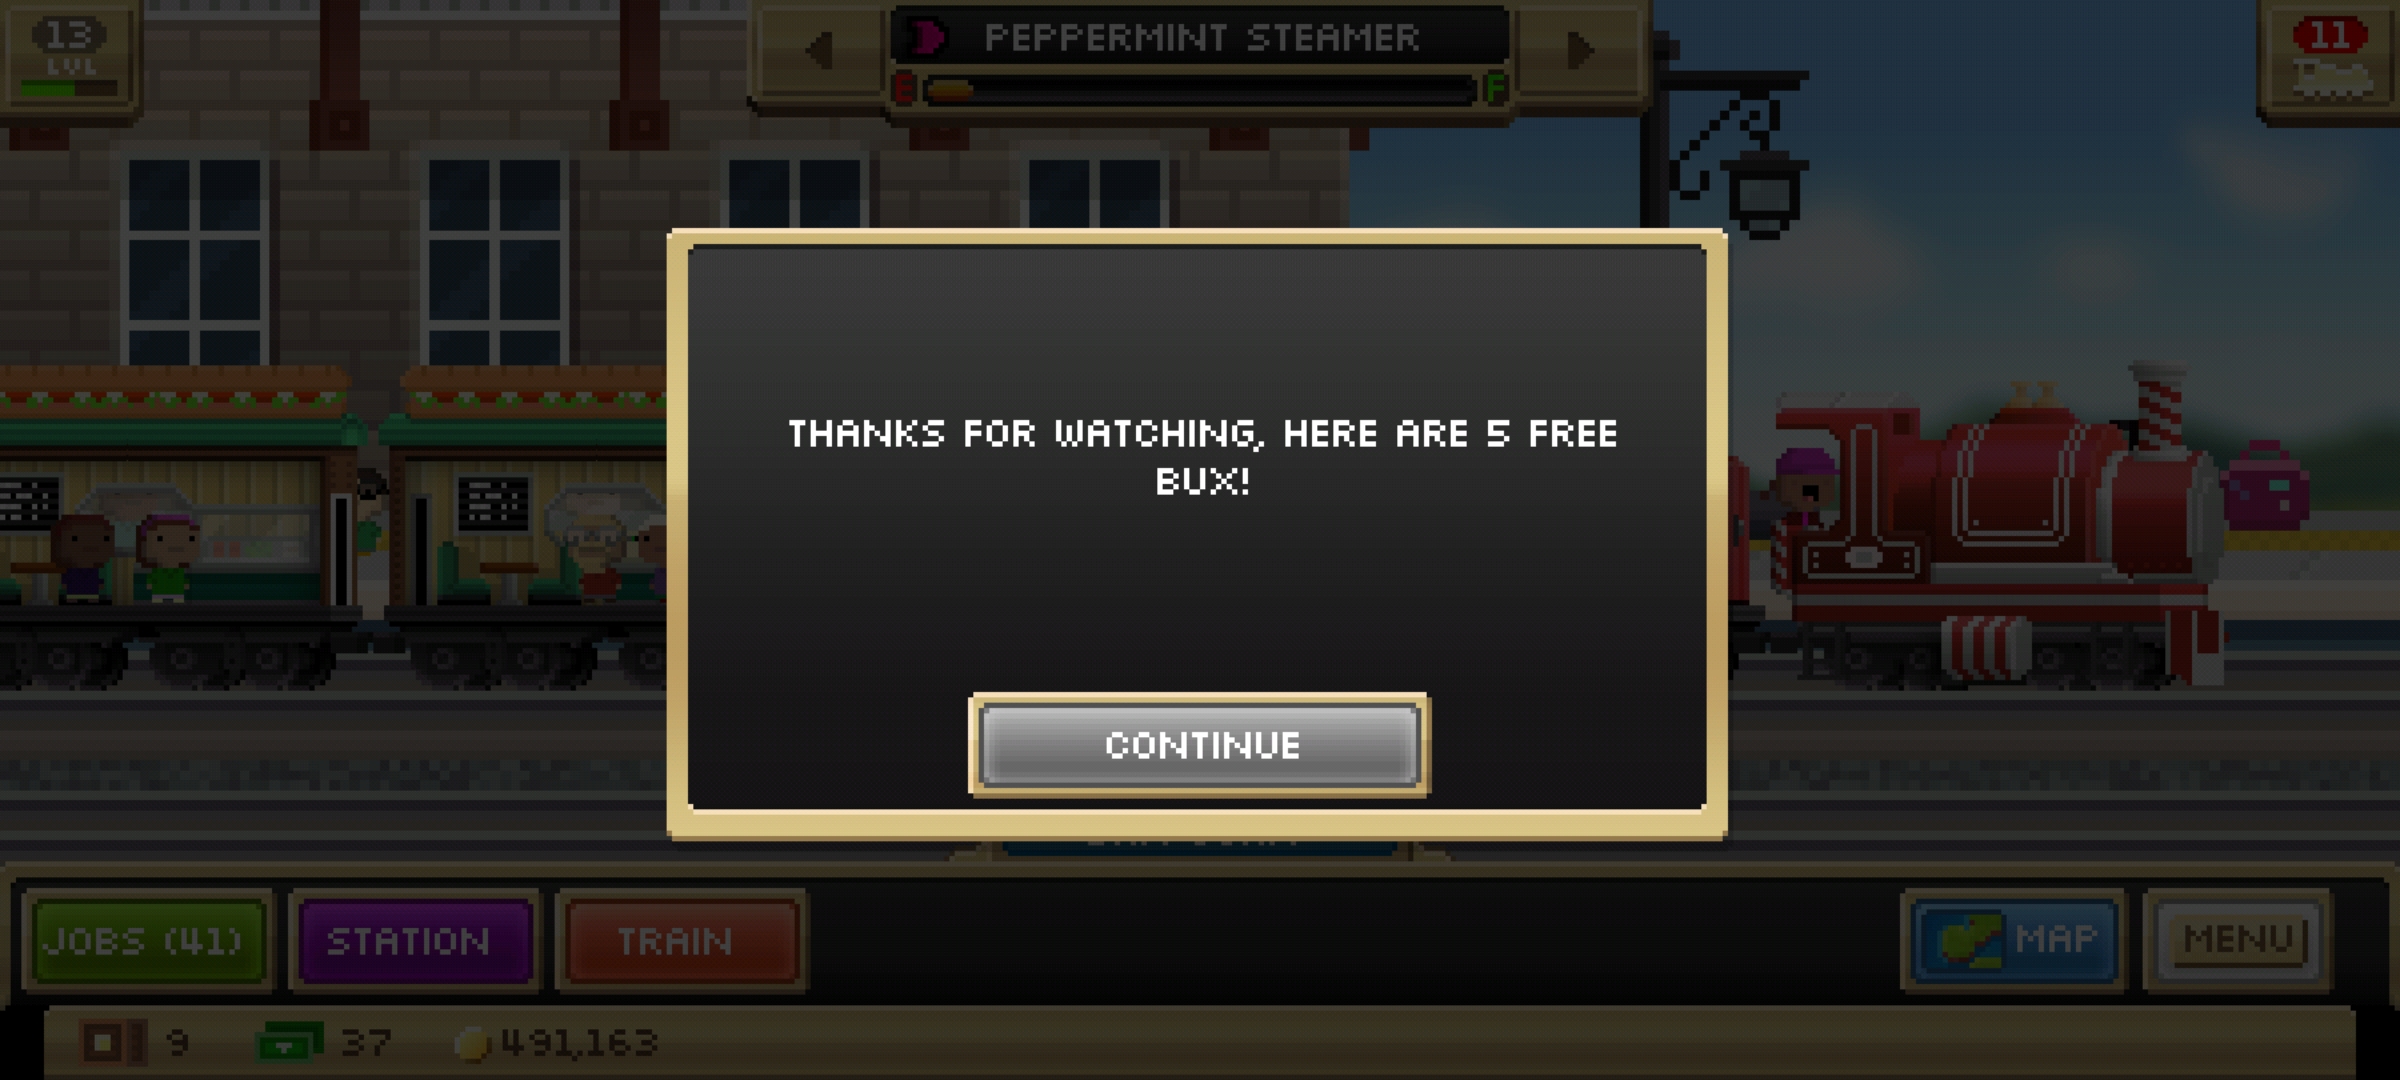 13
LVL
PEPPERMINT STEAMER
E
F
11
THANKS FOR WATCHING, HERE ARE 5 FREE
BUX!
CONTINUE
JOBS (41)
STATION
TRAIN
MAP
MENU
9
37
491,163